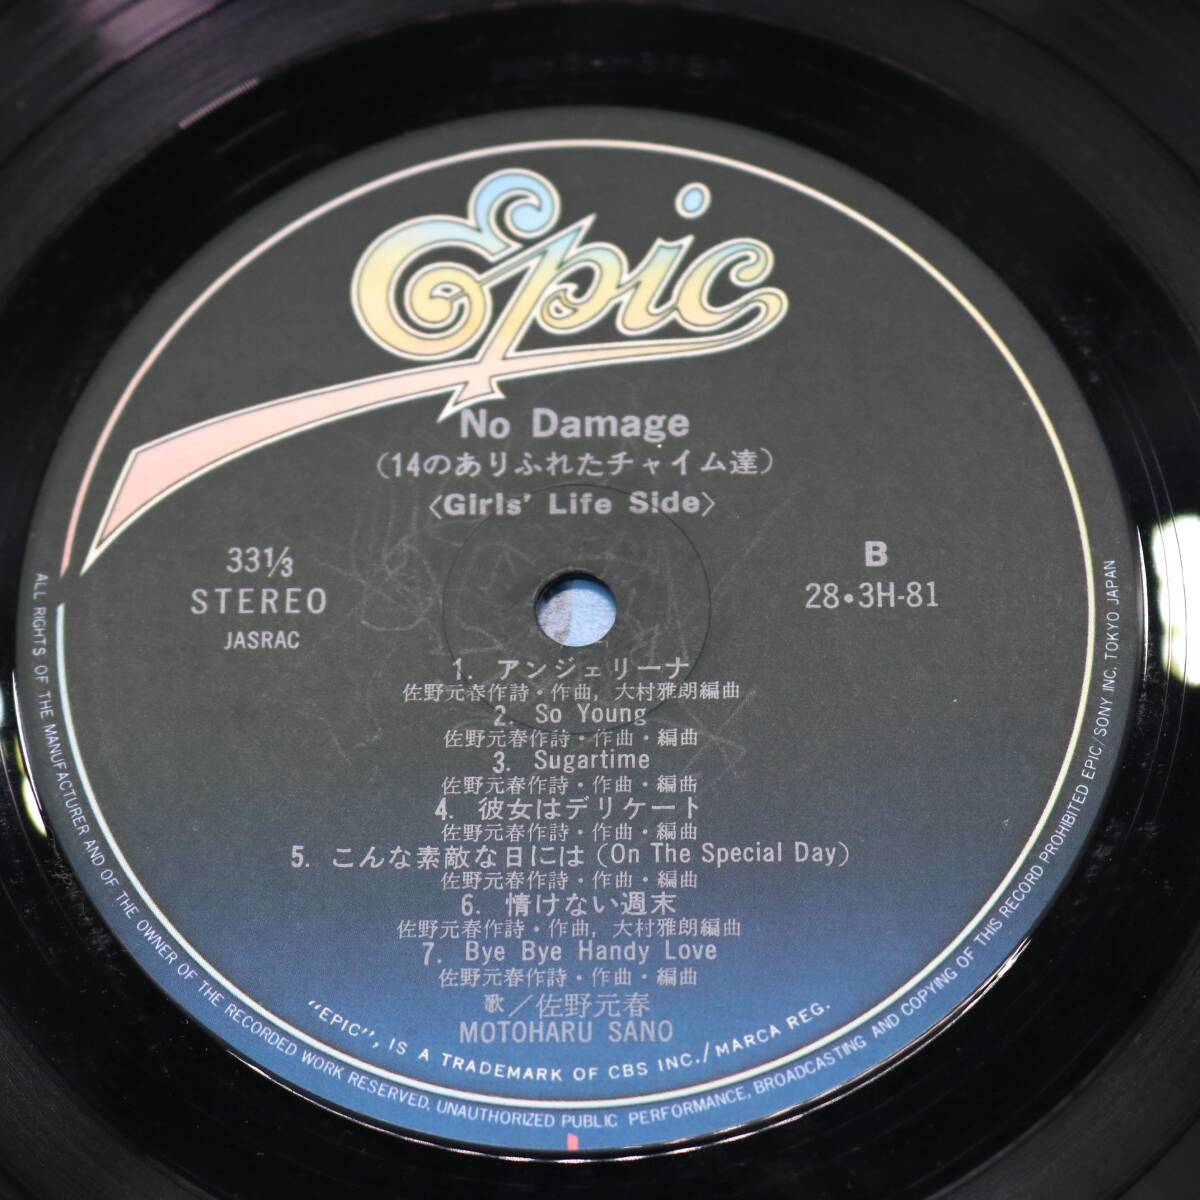 Epic
No Damage
(14のありふれたチャイム達)
〈Girls' Life Side〉
33⅓
STEREO
JASRAC
B
28・3H-81
1. アンジェリーナ
佐野元春作詩・作曲, 大村雅朗編曲
2. So Young
佐野元春作詩・作曲・編曲
3. Sugartime
佐野元春作詩・作曲・編曲
4. 彼女はデリケート
佐野元春作詩・作曲・編曲
5. こんな素敵な日には (On The Special Day)
佐野元春作詩・作曲・編曲
6. 情けない週末
佐野元春作詩・作曲, 大村雅朗編曲
7. Bye Bye Handy Love
佐野元春作詩・作曲・編曲
歌／佐野元春
MOTOHARU SANO
"EPIC", IS A TRADEMARK OF CBS INC./MARCA REG.
ALL RIGHTS OF THE MANUFACTURER AND OF THE OWNER OF THE RECORDED WORK RESERVED. UNAUTHORIZED PUBLIC PERFORMANCE, BROADCASTING AND COPYING OF THIS RECORD PROHIBITED EPIC/SONY INC. TOKYO JAPAN